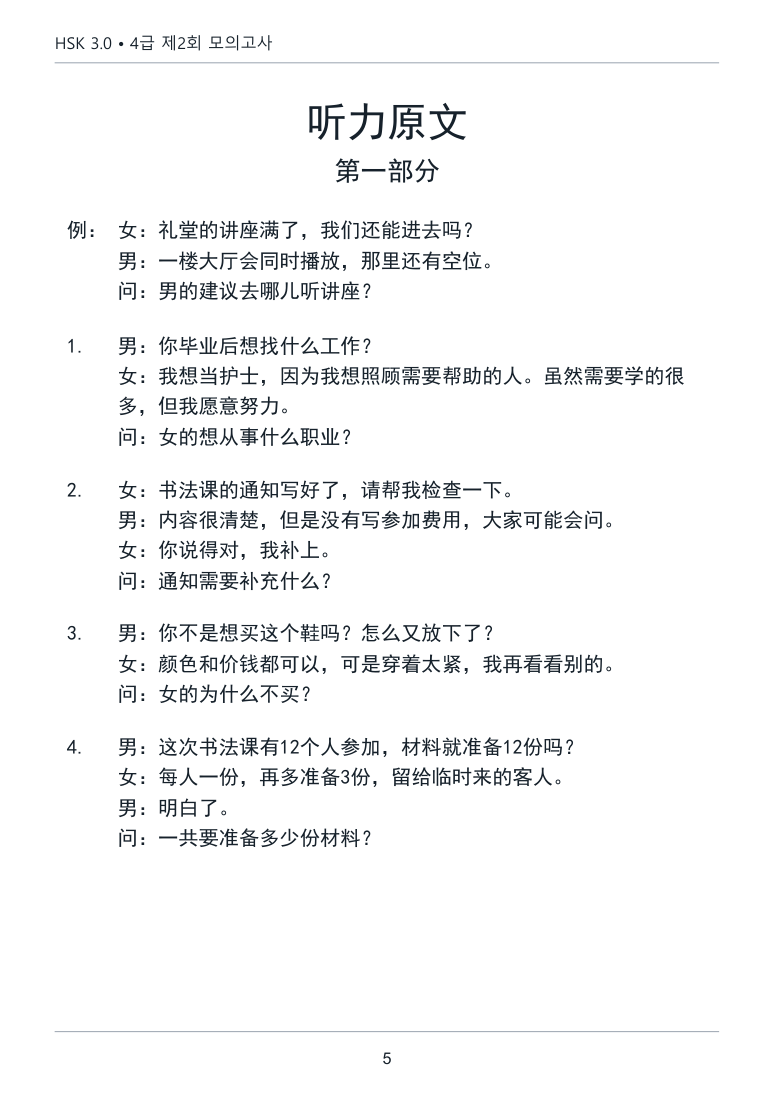 HSK 3.0 • 4급 제2회 모의고사
听力原文
第一部分
例： 女：礼堂的讲座满了，我们还能进去吗？
男：一楼大厅会同时播放，那里还有空位。
问：男的建议去哪儿听讲座？
1. 男：你毕业后想找什么工作？
女：我想当护士，因为我想照顾需要帮助的人。虽然需要学的很
多，但我愿意努力。
问：女的想从事什么职业？
2. 女：书法课的通知写好了，请帮我检查一下。
男：内容很清楚，但是没有写参加费用，大家可能会问。
女：你说得对，我补上。
问：通知需要补充什么？
3. 男：你不是想买这个鞋吗？怎么又放下了？
女：颜色和价钱都可以，可是穿着太紧，我再看看别的。
问：女的为什么不买？
4. 男：这次书法课有12个人参加，材料就准备12份吗？
女：每人一份，再多准备3份，留给临时来的客人。
男：明白了。
问：一共要准备多少份材料？
5